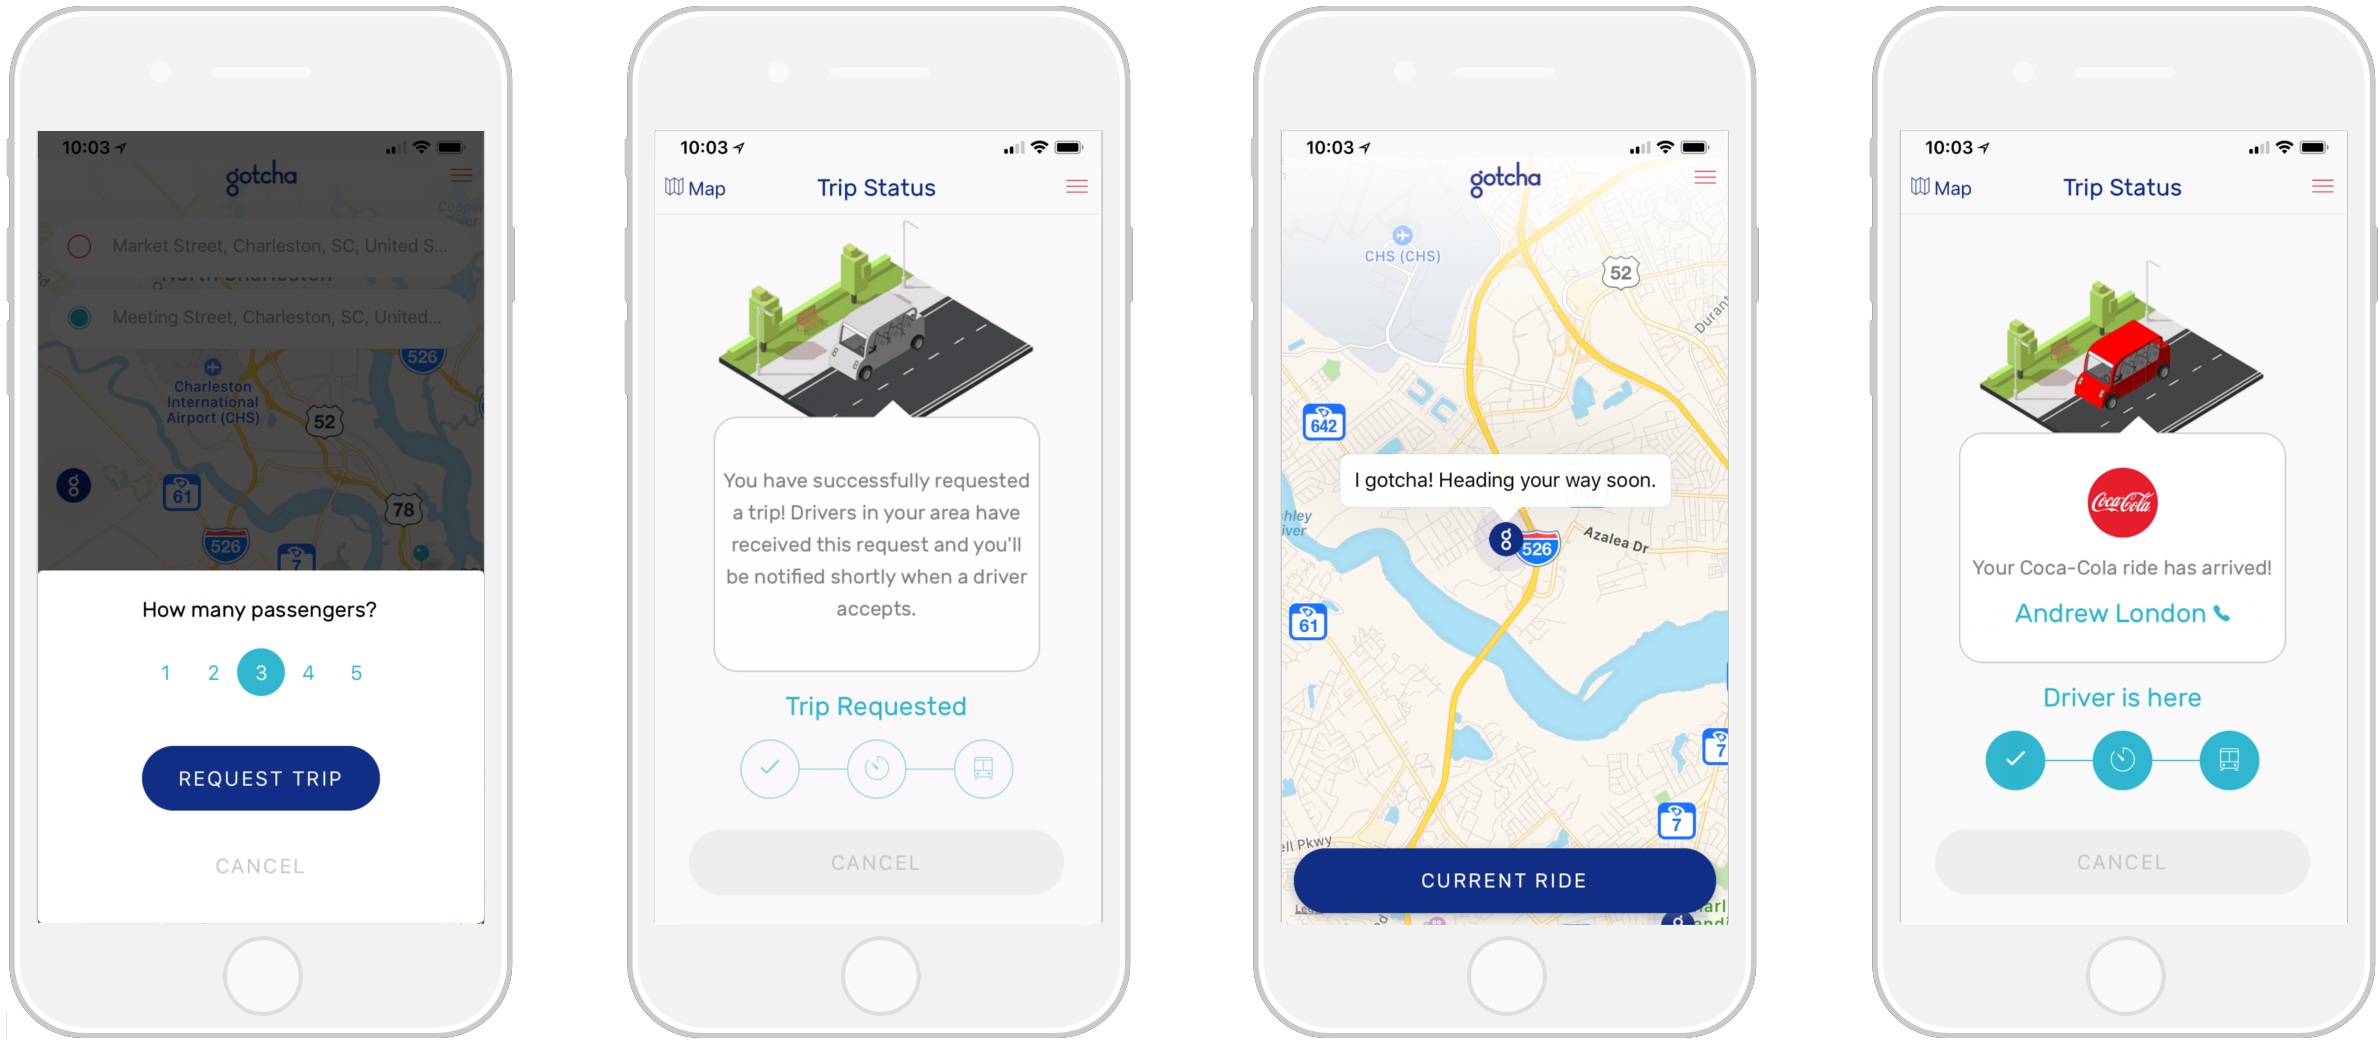 10:03
gotcha
Market Street, Charleston, SC, United S...
Meeting Street, Charleston, SC, United...
526
Charleston
International
Airport (CHS)
52
61
78
526
7
How many passengers?
1 2 3 4 5
REQUEST TRIP
CANCEL
10:03
Map
Trip Status
You have successfully requested
a trip! Drivers in your area have
received this request and you'll
be notified shortly when a driver
accepts.
Trip Requested
CANCEL
10:03
gotcha
CHS (CHS)
52
Durant
642
I gotcha! Heading your way soon.
hley
iver
526
Azalea Dr
61
7
7
ell Pkwy
CURRENT RIDE
10:03
Map
Trip Status
Coca-Cola
Your Coca-Cola ride has arrived!
Andrew London
Driver is here
CANCEL